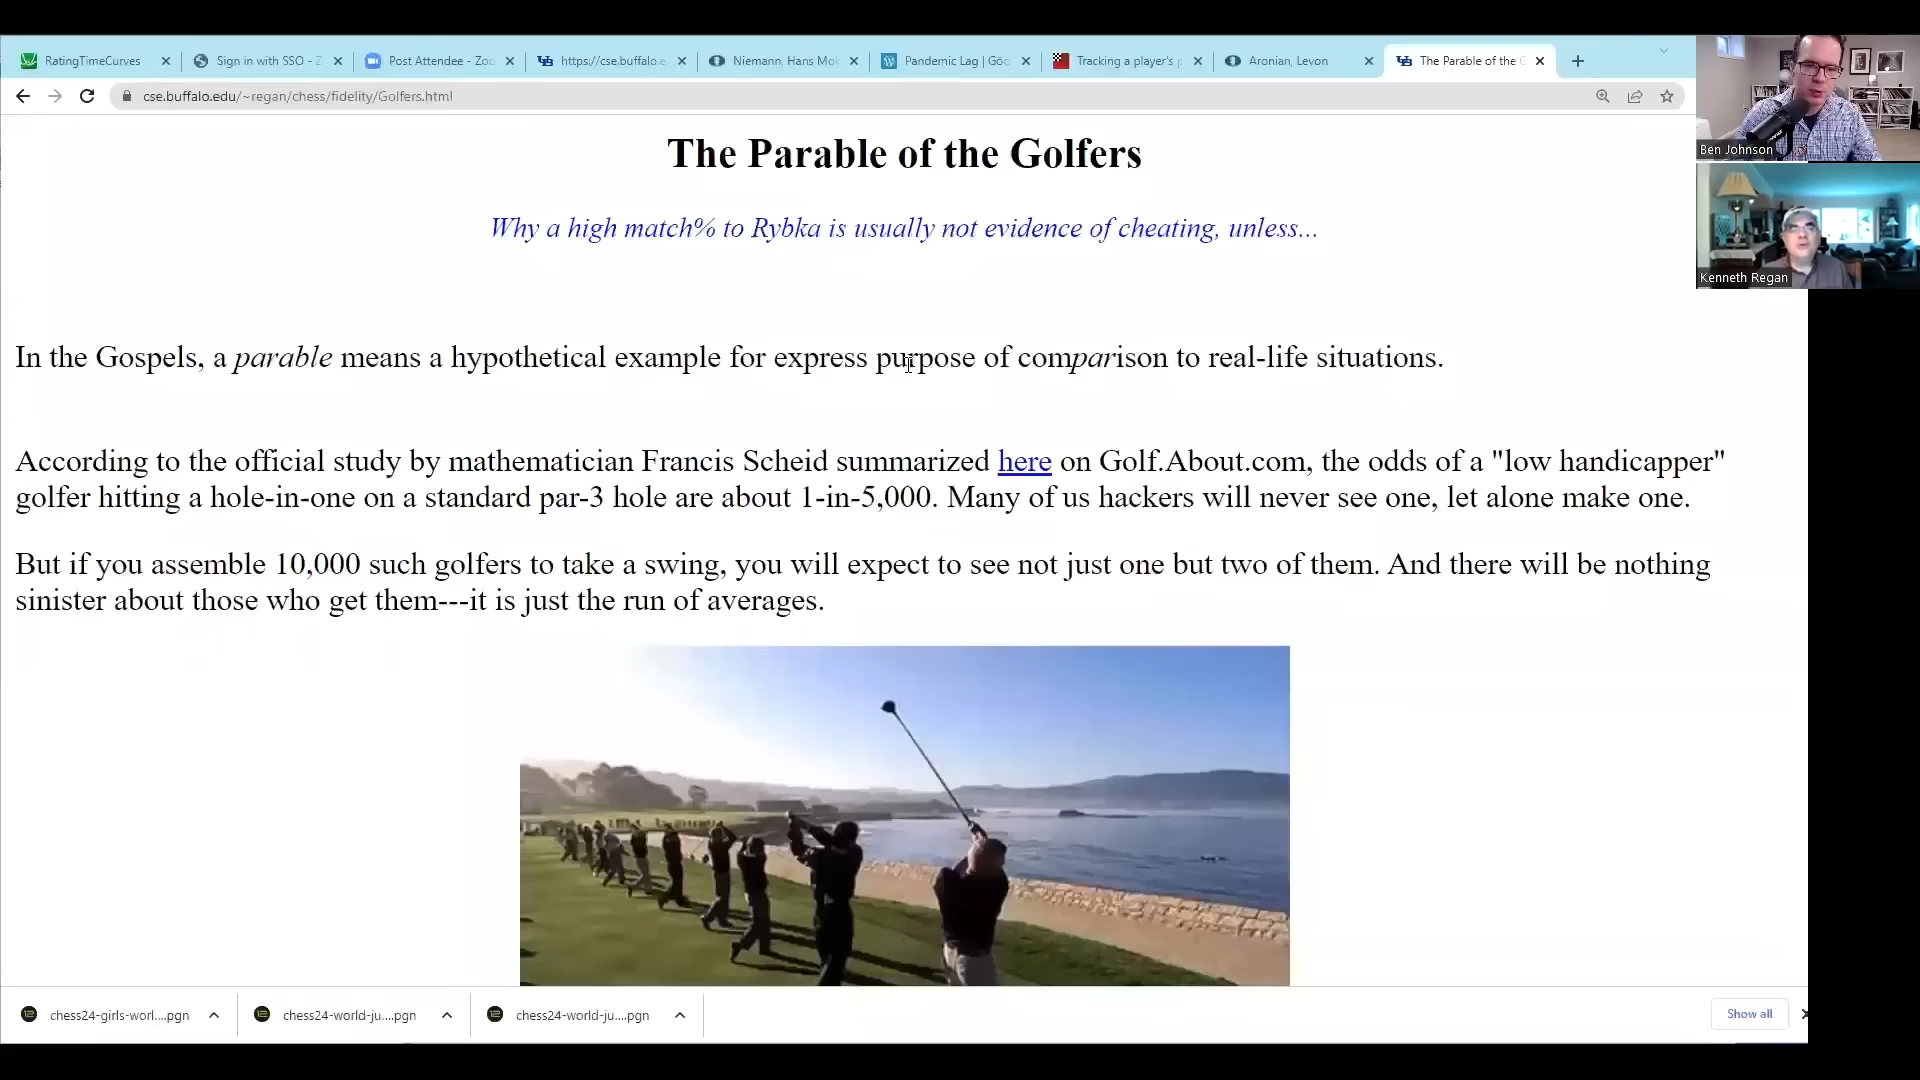 RatingTimeCurves
Sign in with SSO - Z
Post Attendee - Zoo
https://cse.buffalo.e
Niemann, Hans Mok
Pandemic Lag | Göd
Tracking a player's p
Aronian, Levon
The Parable of the G
cse.buffalo.edu/~regan/chess/fidelity/Golfers.html
Ben Johnson
Kenneth Regan
The Parable of the Golfers
Why a high match% to Rybka is usually not evidence of cheating, unless...
In the Gospels, a parable means a hypothetical example for express purpose of comparison to real-life situations.
According to the official study by mathematician Francis Scheid summarized here on Golf.About.com, the odds of a "low handicapper"
golfer hitting a hole-in-one on a standard par-3 hole are about 1-in-5,000. Many of us hackers will never see one, let alone make one.
But if you assemble 10,000 such golfers to take a swing, you will expect to see not just one but two of them. And there will be nothing
sinister about those who get them---it is just the run of averages.
chess24-girls-worl....pgn
chess24-world-ju....pgn
chess24-world-ju....pgn
Show all